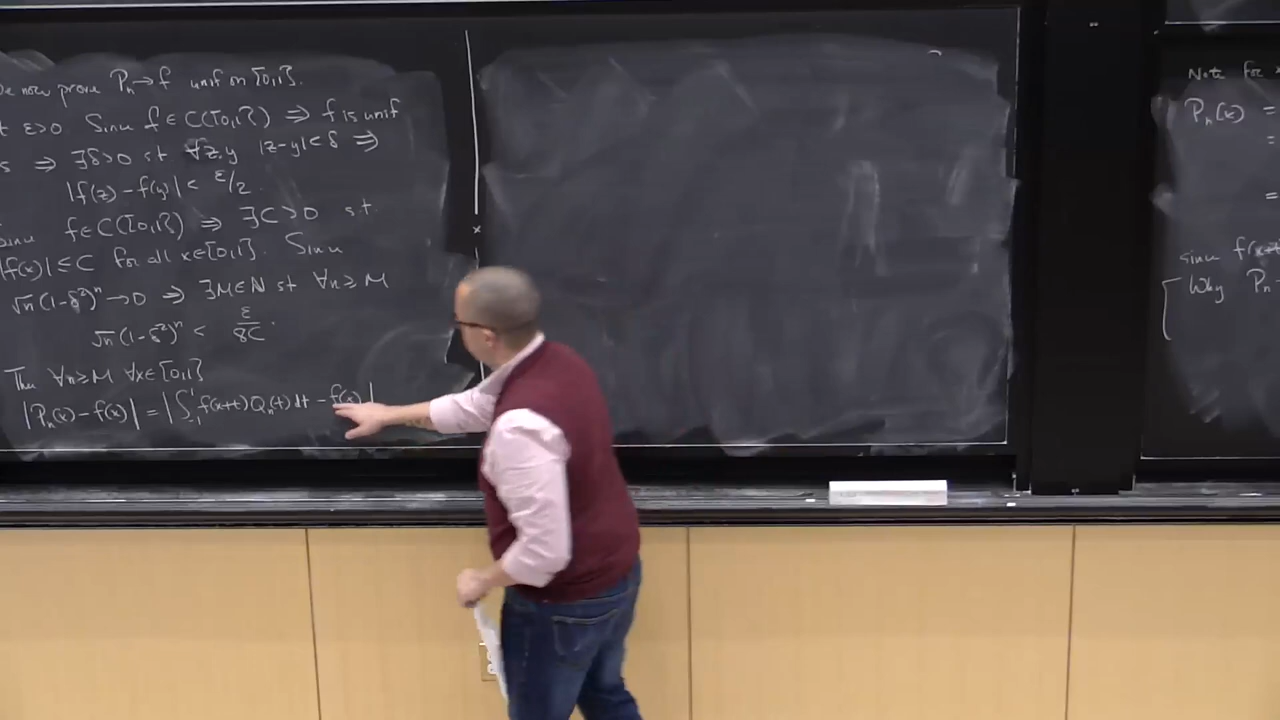 we now prove Pₙ → f unif on [0,1].
t ε>0 Since f ∈ C([0,1]) ⇒ f is unif
s ⇒ ∃δ>0 st ∀z,y |z-y|<δ ⇒
|f(z) - f(y)| < ε/2.
Since f∈C([0,1]) ⇒ ∃C>0 s.t.
|f(x)| ≤ C for all x∈[0,1]. Since
√n(1-δ²)ⁿ → 0 ⇒ ∃M∈ℕ st ∀n≥M
√n(1-δ²)ⁿ < ε/8C.
Then ∀n≥M ∀x∈[0,1]
|Pₙ(x) - f(x)| = |∫₋₁¹ f(x+t)Qₙ(t)dt - f(x)|
Note for
Pₙ(x) =
=
=
since f(x+
Why Pₙ